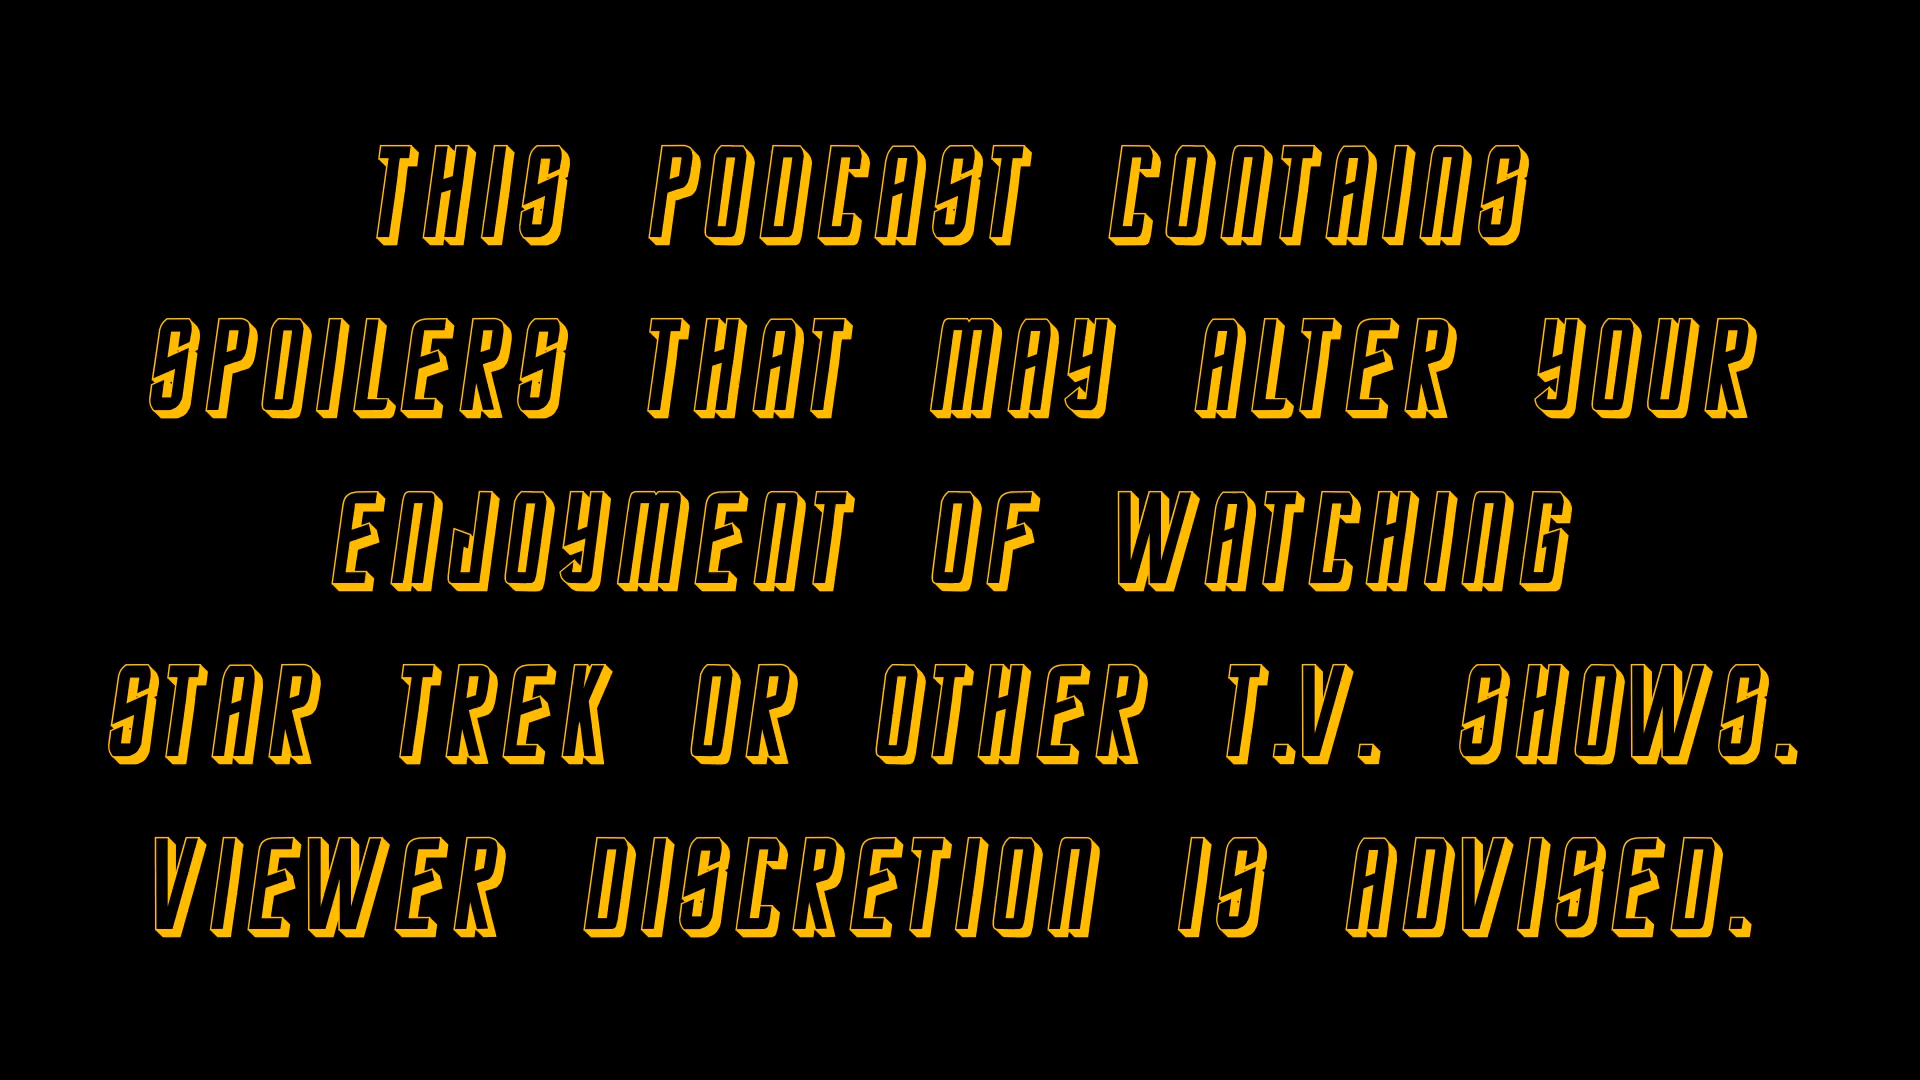 THIS PODCAST CONTAINS
SPOILERS THAT MAY ALTER YOUR
ENJOYMENT OF WATCHING
STAR TREK OR OTHER T.V. SHOWS.
VIEWER DISCRETION IS ADVISED.